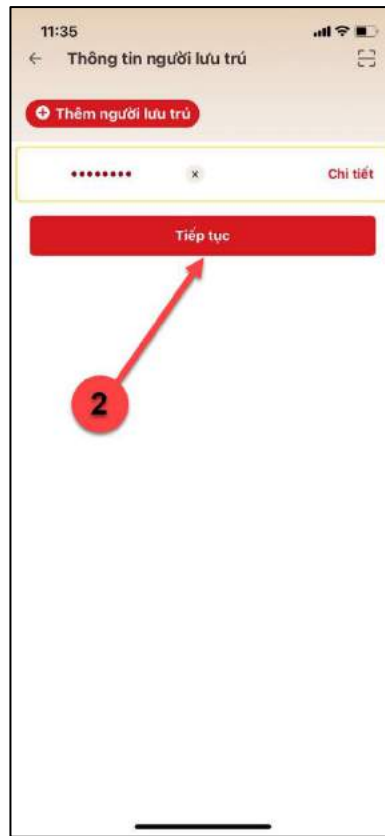 11:35
Thông tin người lưu trú
Thêm người lưu trú
•••••••• x Chi tiết
Tiếp tục
2